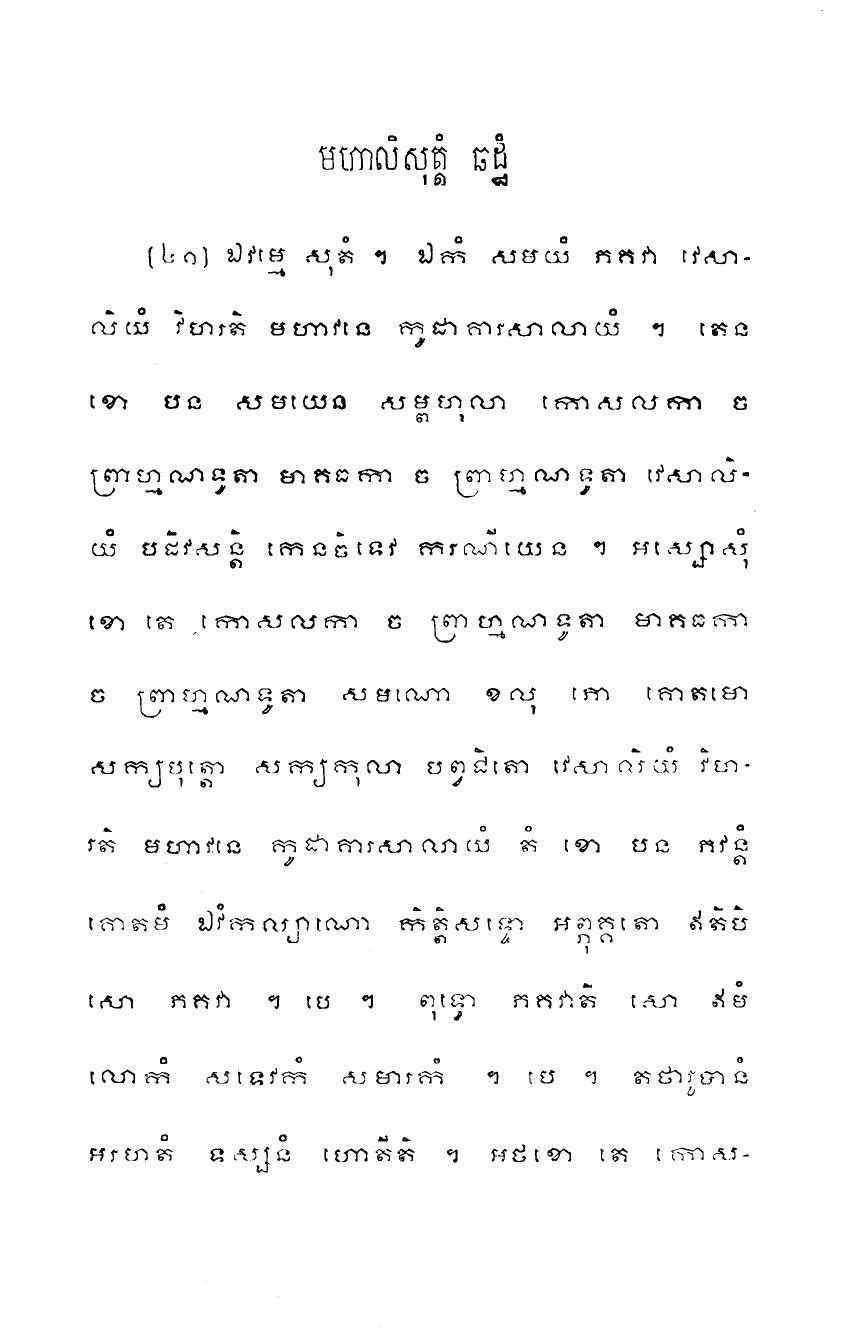 មហាលិសុត្តំ ឆដ្ឋំ
(៤១) ឯវម្មេ សុតំ ។ ឯកំ សមយំ ភគវា វេសា-
លិយំ វិហរតិ មហាវនេ កូដាគារសាលាយំ ។ តេន
ខោ បន សមយេន សម្ពហុលា កោសលកា ច
ព្រាហ្មណទូតា មាគធកា ច ព្រាហ្មណទូតា វេសាលិ-
យំ បដិវសន្តិ កេនចិទេវ ករណីយេន ។ អស្សោសុំ
ខោ តេ កោសលកា ច ព្រាហ្មណទូតា មាគធកា
ច ព្រាហ្មណទូតា សមណោ ខលុ ភោ គោតមោ
សក្យបុត្តោ សក្យកុលា បព្វជិតោ វេសាលិយំ វិហ-
រតិ មហាវនេ កូដាគារសាលាយំ តំ ខោ បន ភវន្តំ
គោតមំ ឯវំកល្យាណោ កិត្តិសទ្ទោ អព្ភុគ្គតោ ឥតិបិ
សោ ភគវា ។ បេ ។ ពុទ្ធោ ភគវាតិ សោ ឥមំ
លោកំ សទេវកំ សមារកំ ។ បេ ។ តថារូបានំ
អរហតំ ទស្សនំ ហោតីតិ ។ អថខោ តេ កោស-